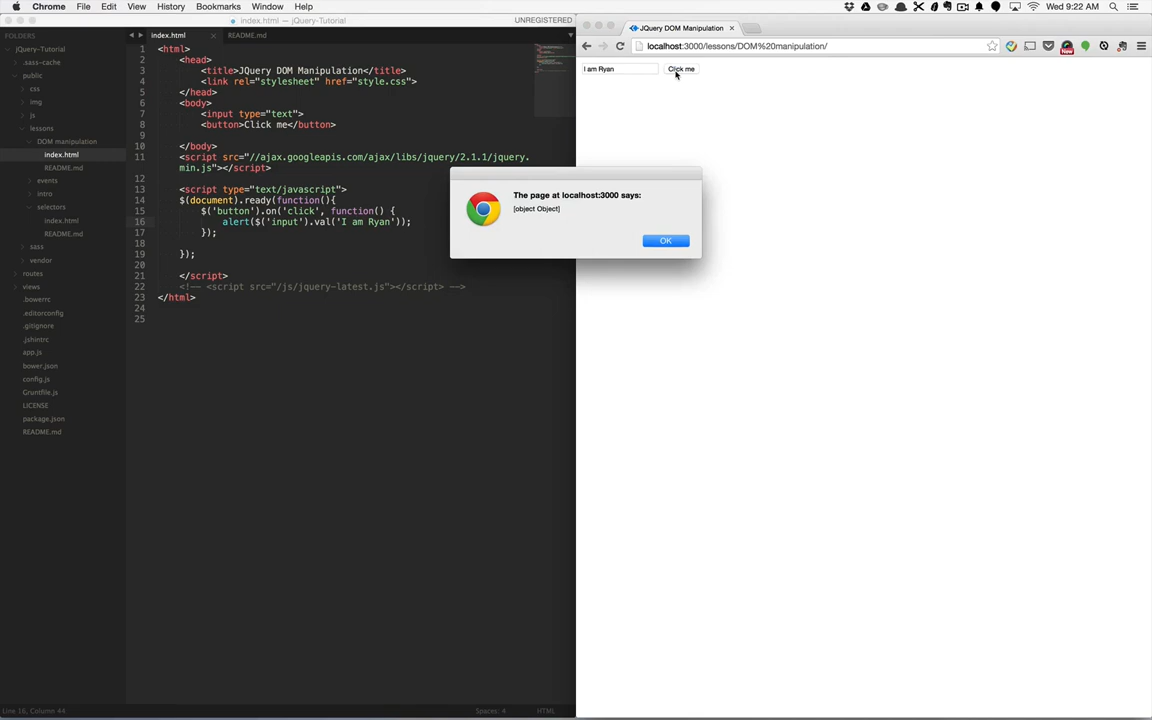 Chrome File Edit View History Bookmarks Window Help
Wed 9:22 AM
index.html — jQuery-Tutorial
UNREGISTERED
FOLDERS
jQuery-Tutorial
.sass-cache
public
css
img
js
lessons
DOM manipulation
index.html
README.md
events
intro
selectors
index.html
README.md
sass
vendor
routes
views
.bowerrc
.editorconfig
.gitignore
.jshintrc
app.js
bower.json
config.js
Gruntfile.js
LICENSE
package.json
README.md
index.html × README.md
1 <html>
2 <head>
3 <title>JQuery DOM Manipulation</title>
4 <link rel="stylesheet" href="style.css">
5 </head>
6 <body>
7 <input type="text">
8 <button>Click me</button>
9
10 </body>
11 <script src="//ajax.googleapis.com/ajax/libs/jquery/2.1.1/jquery.
min.js"></script>
12
13 <script type="text/javascript">
14 $(document).ready(function(){
15 $('button').on('click', function() {
16 alert($('input').val('I am Ryan'));
17 });
18
19 });
20
21 </script>
22 <!-- <script src="/js/jquery-latest.js"></script> -->
23 </html>
24
25
Line 16, Column 44
Spaces: 4
HTML
JQuery DOM Manipulation ×
localhost:3000/lessons/DOM%20manipulation/
New
I am Ryan
Click me
The page at localhost:3000 says:
[object Object]
OK